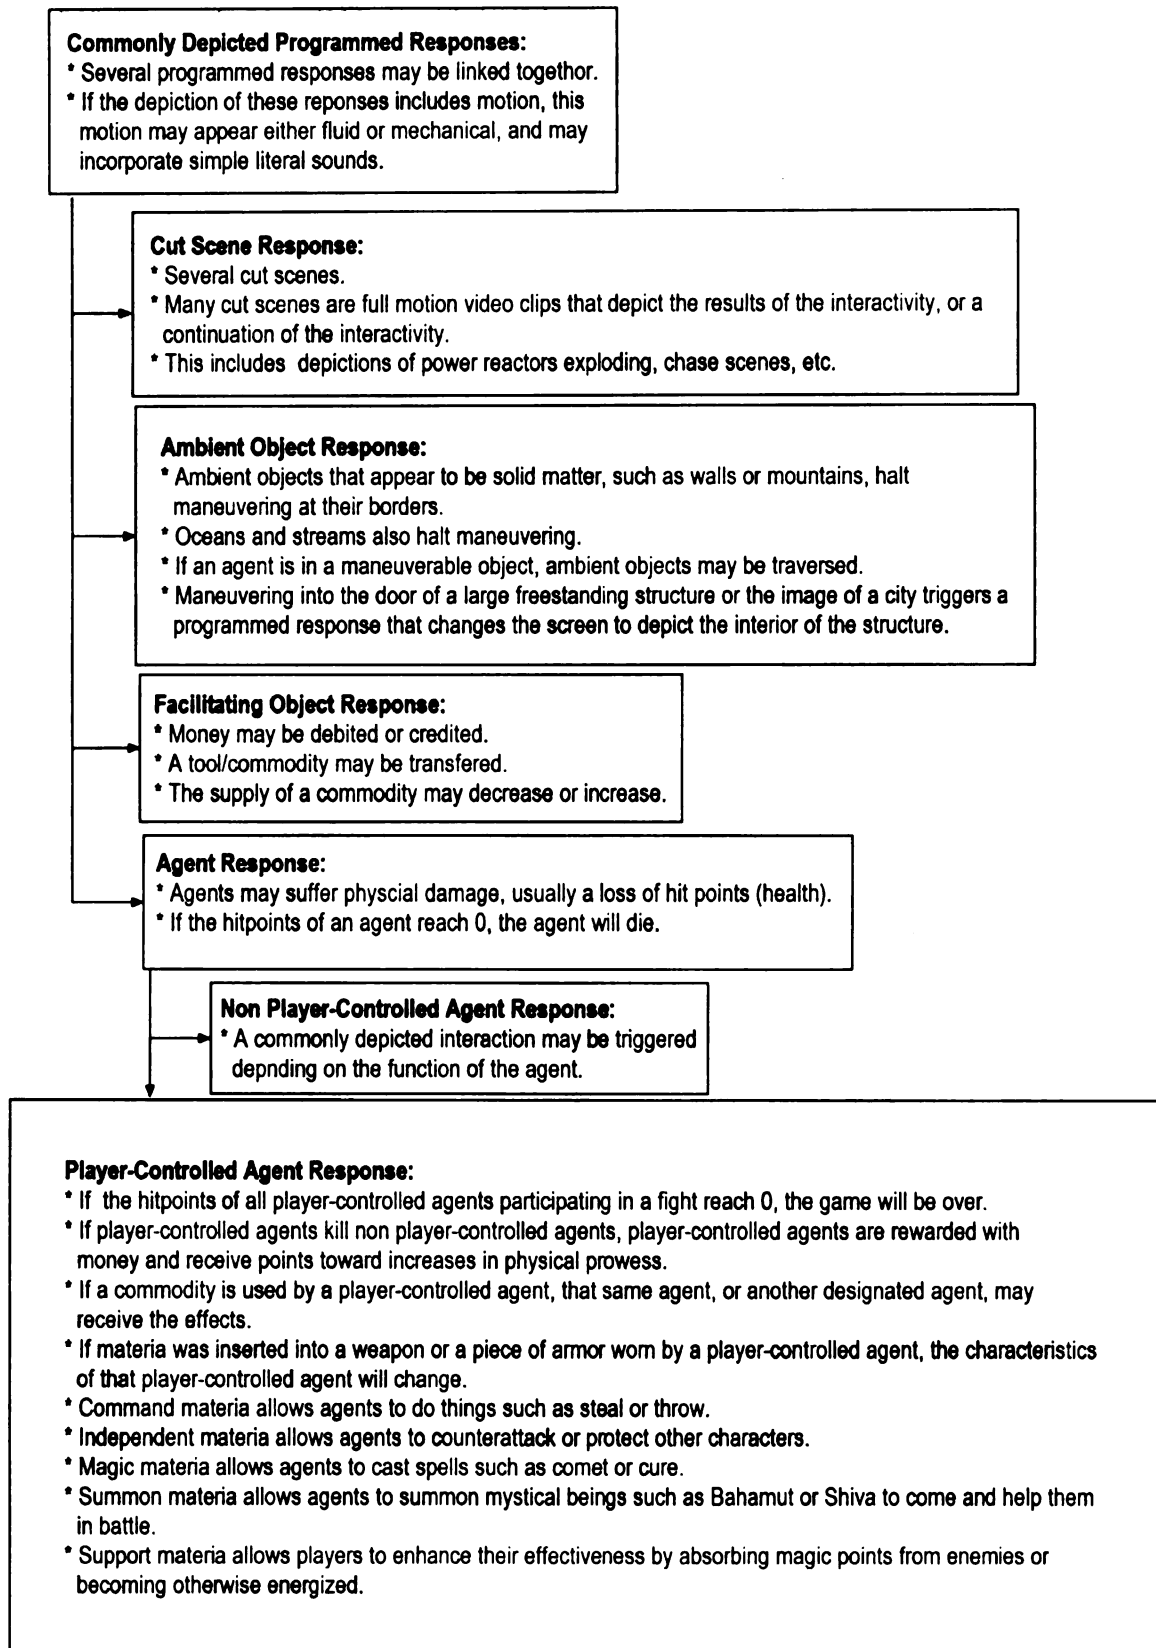 Commonly Depicted Programmed Responses:
* Several programmed responses may be linked togethor.
* If the depiction of these reponses includes motion, this
motion may appear either fluid or mechanical, and may
incorporate simple literal sounds.
Cut Scene Response:
* Several cut scenes.
* Many cut scenes are full motion video clips that depict the results of the interactivity, or a
continuation of the interactivity.
* This includes depictions of power reactors exploding, chase scenes, etc.
Ambient Object Response:
* Ambient objects that appear to be solid matter, such as walls or mountains, halt
maneuvering at their borders.
* Oceans and streams also halt maneuvering.
* If an agent is in a maneuverable object, ambient objects may be traversed.
* Maneuvering into the door of a large freestanding structure or the image of a city triggers a
programmed response that changes the screen to depict the interior of the structure.
Facilitating Object Response:
* Money may be debited or credited.
* A tool/commodity may be transfered.
* The supply of a commodity may decrease or increase.
Agent Response:
* Agents may suffer physcial damage, usually a loss of hit points (health).
* If the hitpoints of an agent reach 0, the agent will die.
Non Player-Controlled Agent Response:
* A commonly depicted interaction may be triggered
depnding on the function of the agent.
Player-Controlled Agent Response:
* If the hitpoints of all player-controlled agents participating in a fight reach 0, the game will be over.
* If player-controlled agents kill non player-controlled agents, player-controlled agents are rewarded with
money and receive points toward increases in physical prowess.
* If a commodity is used by a player-controlled agent, that same agent, or another designated agent, may
receive the effects.
* If materia was inserted into a weapon or a piece of armor worn by a player-controlled agent, the characteristics
of that player-controlled agent will change.
* Command materia allows agents to do things such as steal or throw.
* Independent materia allows agents to counterattack or protect other characters.
* Magic materia allows agents to cast spells such as comet or cure.
* Summon materia allows agents to summon mystical beings such as Bahamut or Shiva to come and help them
in battle.
* Support materia allows players to enhance their effectiveness by absorbing magic points from enemies or
becoming otherwise energized.